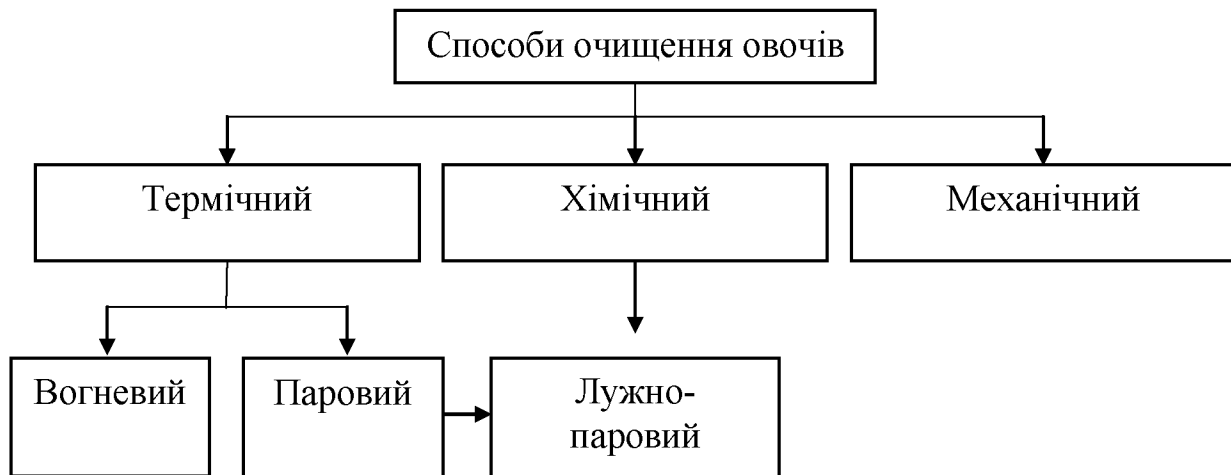 Способи очищення овочів
Термічний
Хімічний
Механічний
Вогневий
Паровий
Лужно-
паровий